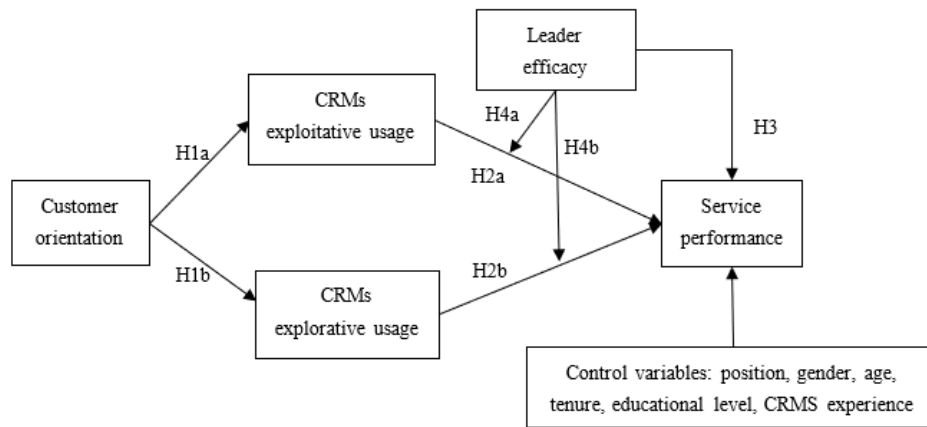 Leader
efficacy
CRMs
exploitative usage
H4a
H4b
H3
H1a
H2a
Customer
orientation
Service
performance
H1b
H2b
CRMs
explorative usage
Control variables: position, gender, age,
tenure, educational level, CRMS experience